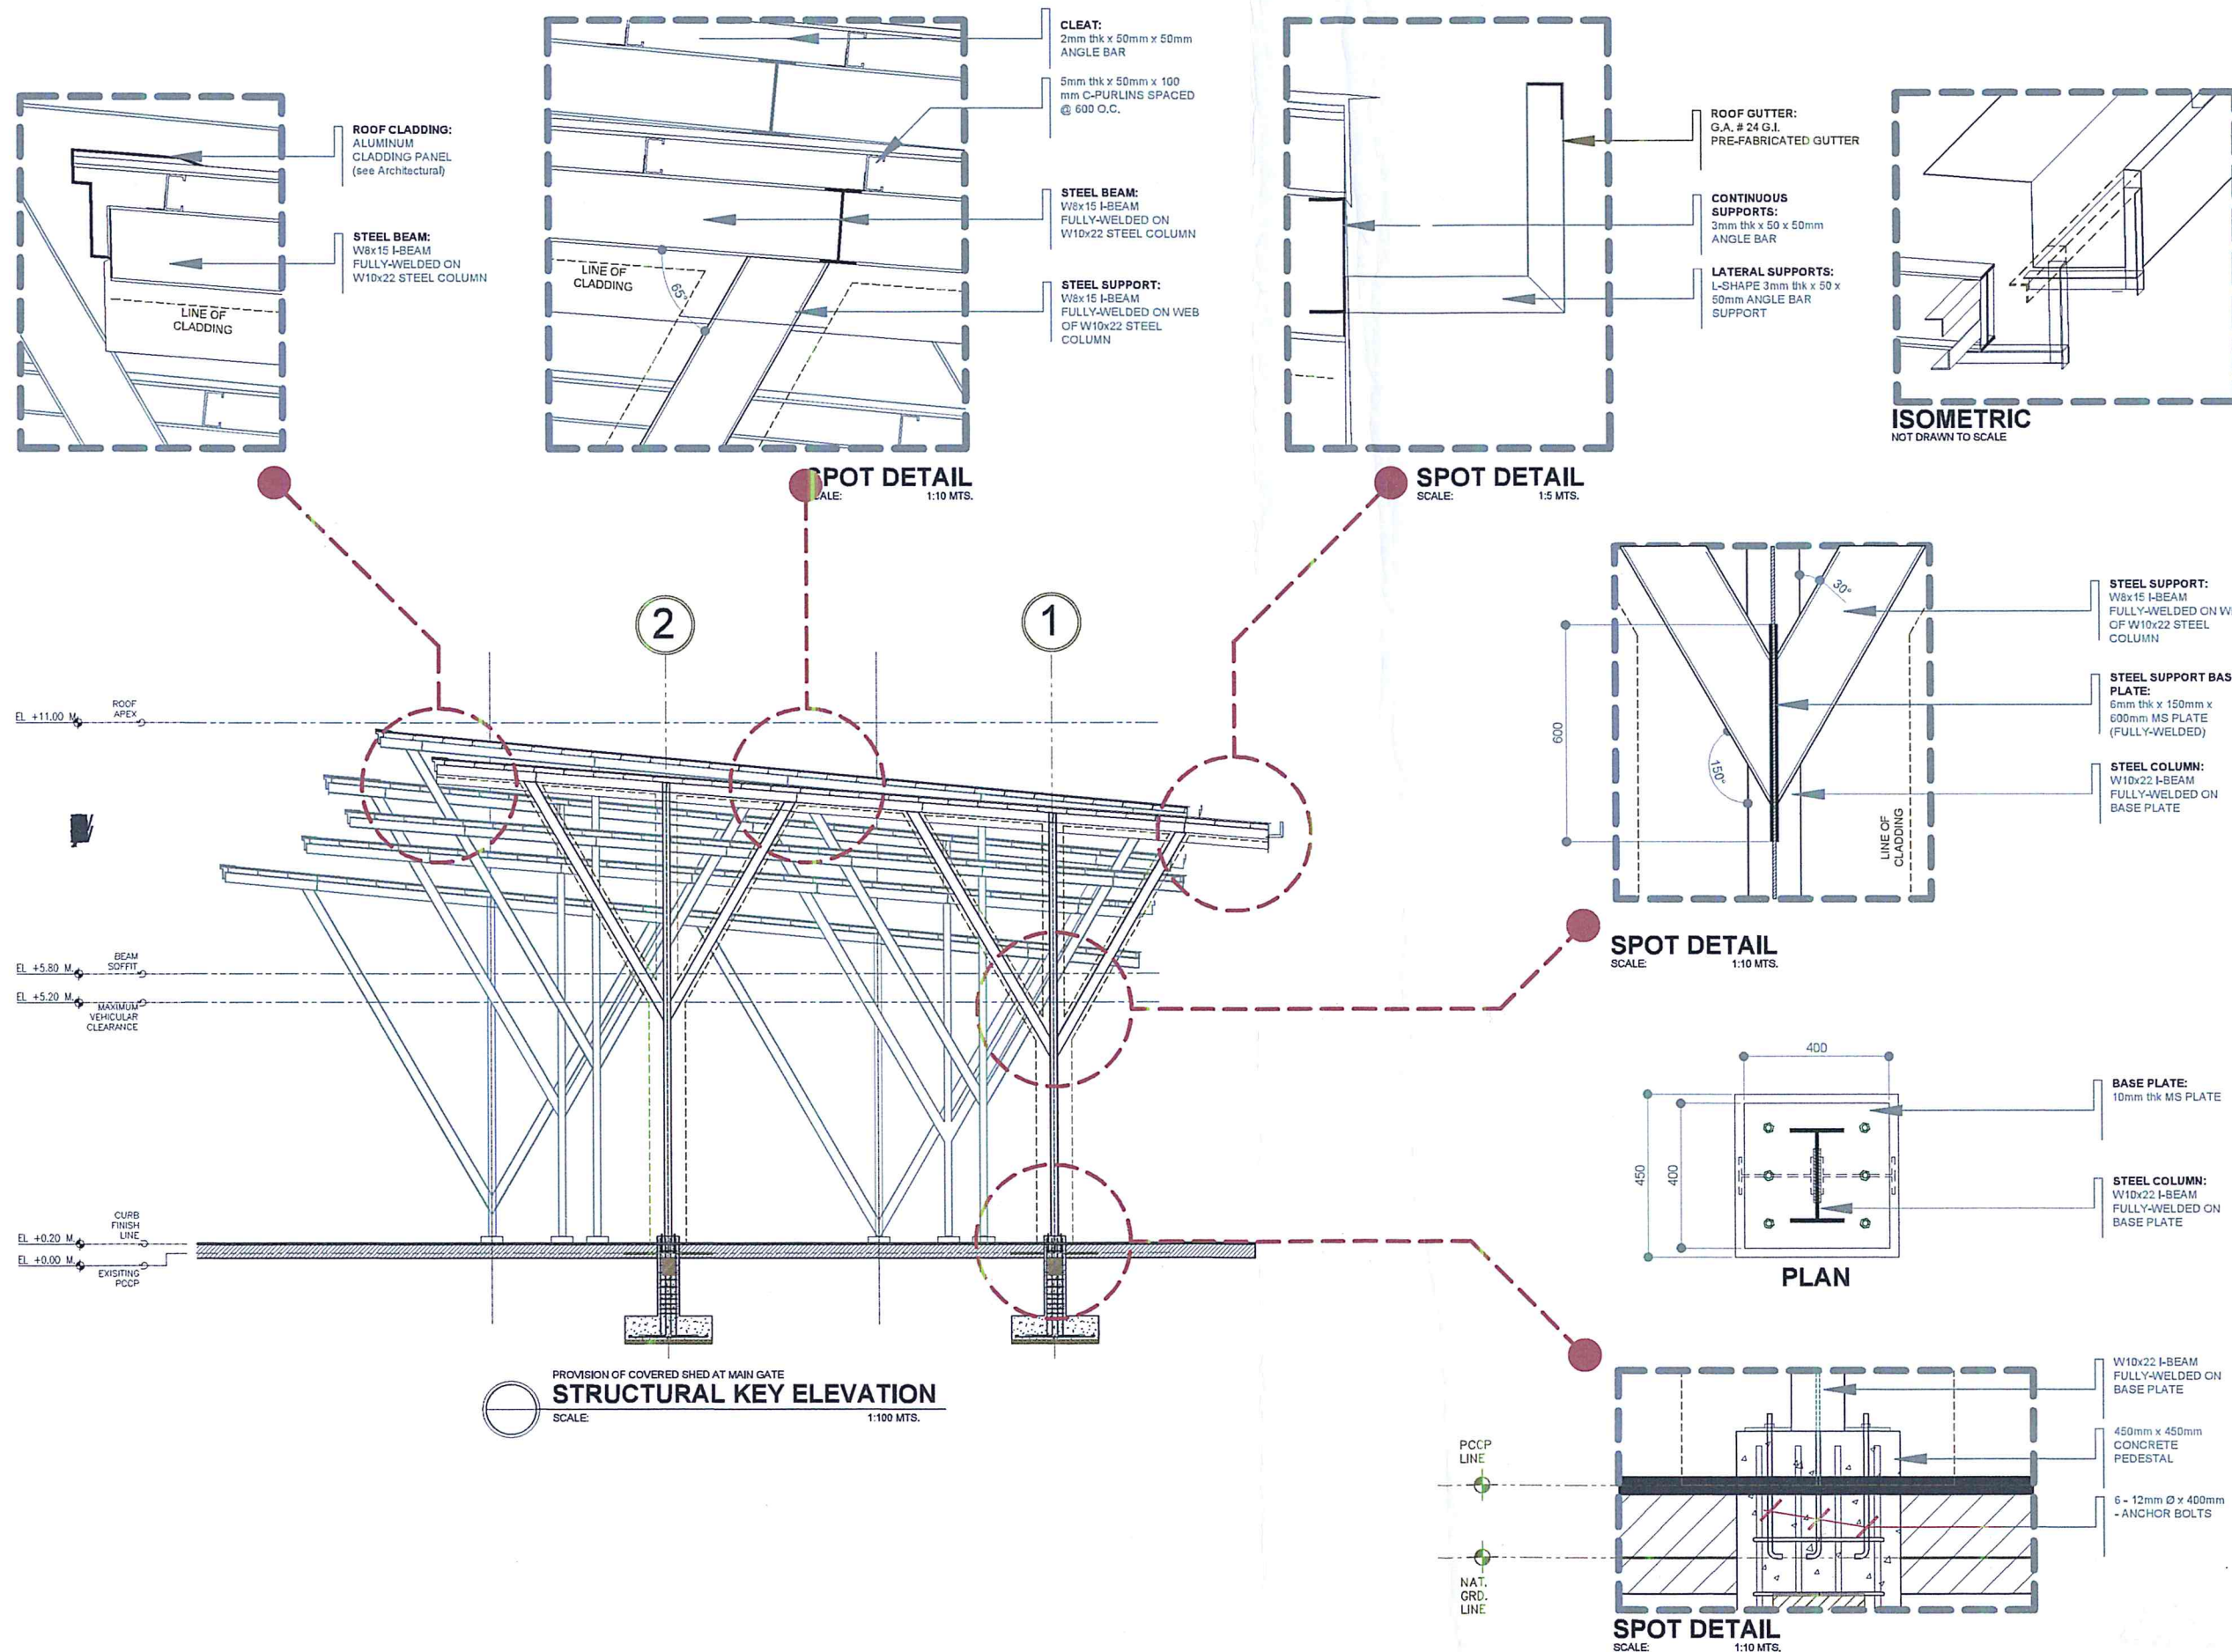 CLEAT:
2mm thk x 50mm x 50mm
ANGLE BAR
5mm thk x 50mm x 100
mm C-PURLINS SPACED
@ 600 O.C.
ROOF CLADDING:
ALUMINUM
CLADDING PANEL
(see Architectural)
STEEL BEAM:
W8x15 I-BEAM
FULLY-WELDED ON
W10x22 STEEL COLUMN
LINE OF
CLADDING
STEEL BEAM:
W8x15 I-BEAM
FULLY-WELDED ON
W10x22 STEEL COLUMN
LINE OF
CLADDING
65°
STEEL SUPPORT:
W8x15 I-BEAM
FULLY-WELDED ON WEB
OF W10x22 STEEL
COLUMN
ROOF GUTTER:
G.A. # 24 G.I.
PRE-FABRICATED GUTTER
CONTINUOUS
SUPPORTS:
3mm thk x 50 x 50mm
ANGLE BAR
LATERAL SUPPORTS:
L-SHAPE 3mm thk x 50 x
50mm ANGLE BAR
SUPPORT
ISOMETRIC
NOT DRAWN TO SCALE
SPOT DETAIL
SCALE: 1:10 MTS.
SPOT DETAIL
SCALE: 1:5 MTS.
2
1
EL +11.00 M.
ROOF
APEX
EL +5.80 M.
BEAM
SOFFIT
EL +5.20 M.
MAXIMUM
VEHICULAR
CLEARANCE
EL +0.20 M.
CURB
FINISH
LINE
EL +0.00 M.
EXISITING
PCCP
PROVISION OF COVERED SHED AT MAIN GATE
STRUCTURAL KEY ELEVATION
SCALE: 1:100 MTS.
30°
600
150°
LINE OF
CLADDING
STEEL SUPPORT:
W8x15 I-BEAM
FULLY-WELDED ON WE
OF W10x22 STEEL
COLUMN
STEEL SUPPORT BAS
PLATE:
6mm thk x 150mm x
600mm MS PLATE
(FULLY-WELDED)
STEEL COLUMN:
W10x22 I-BEAM
FULLY-WELDED ON
BASE PLATE
SPOT DETAIL
SCALE: 1:10 MTS.
400
450
400
BASE PLATE:
10mm thk MS PLATE
STEEL COLUMN:
W10x22 I-BEAM
FULLY-WELDED ON
BASE PLATE
PLAN
W10x22 I-BEAM
FULLY-WELDED ON
BASE PLATE
450mm x 450mm
CONCRETE
PEDESTAL
6 - 12mm Ø x 400mm
- ANCHOR BOLTS
PCCP
LINE
NAT.
GRD.
LINE
SPOT DETAIL
SCALE: 1:10 MTS.